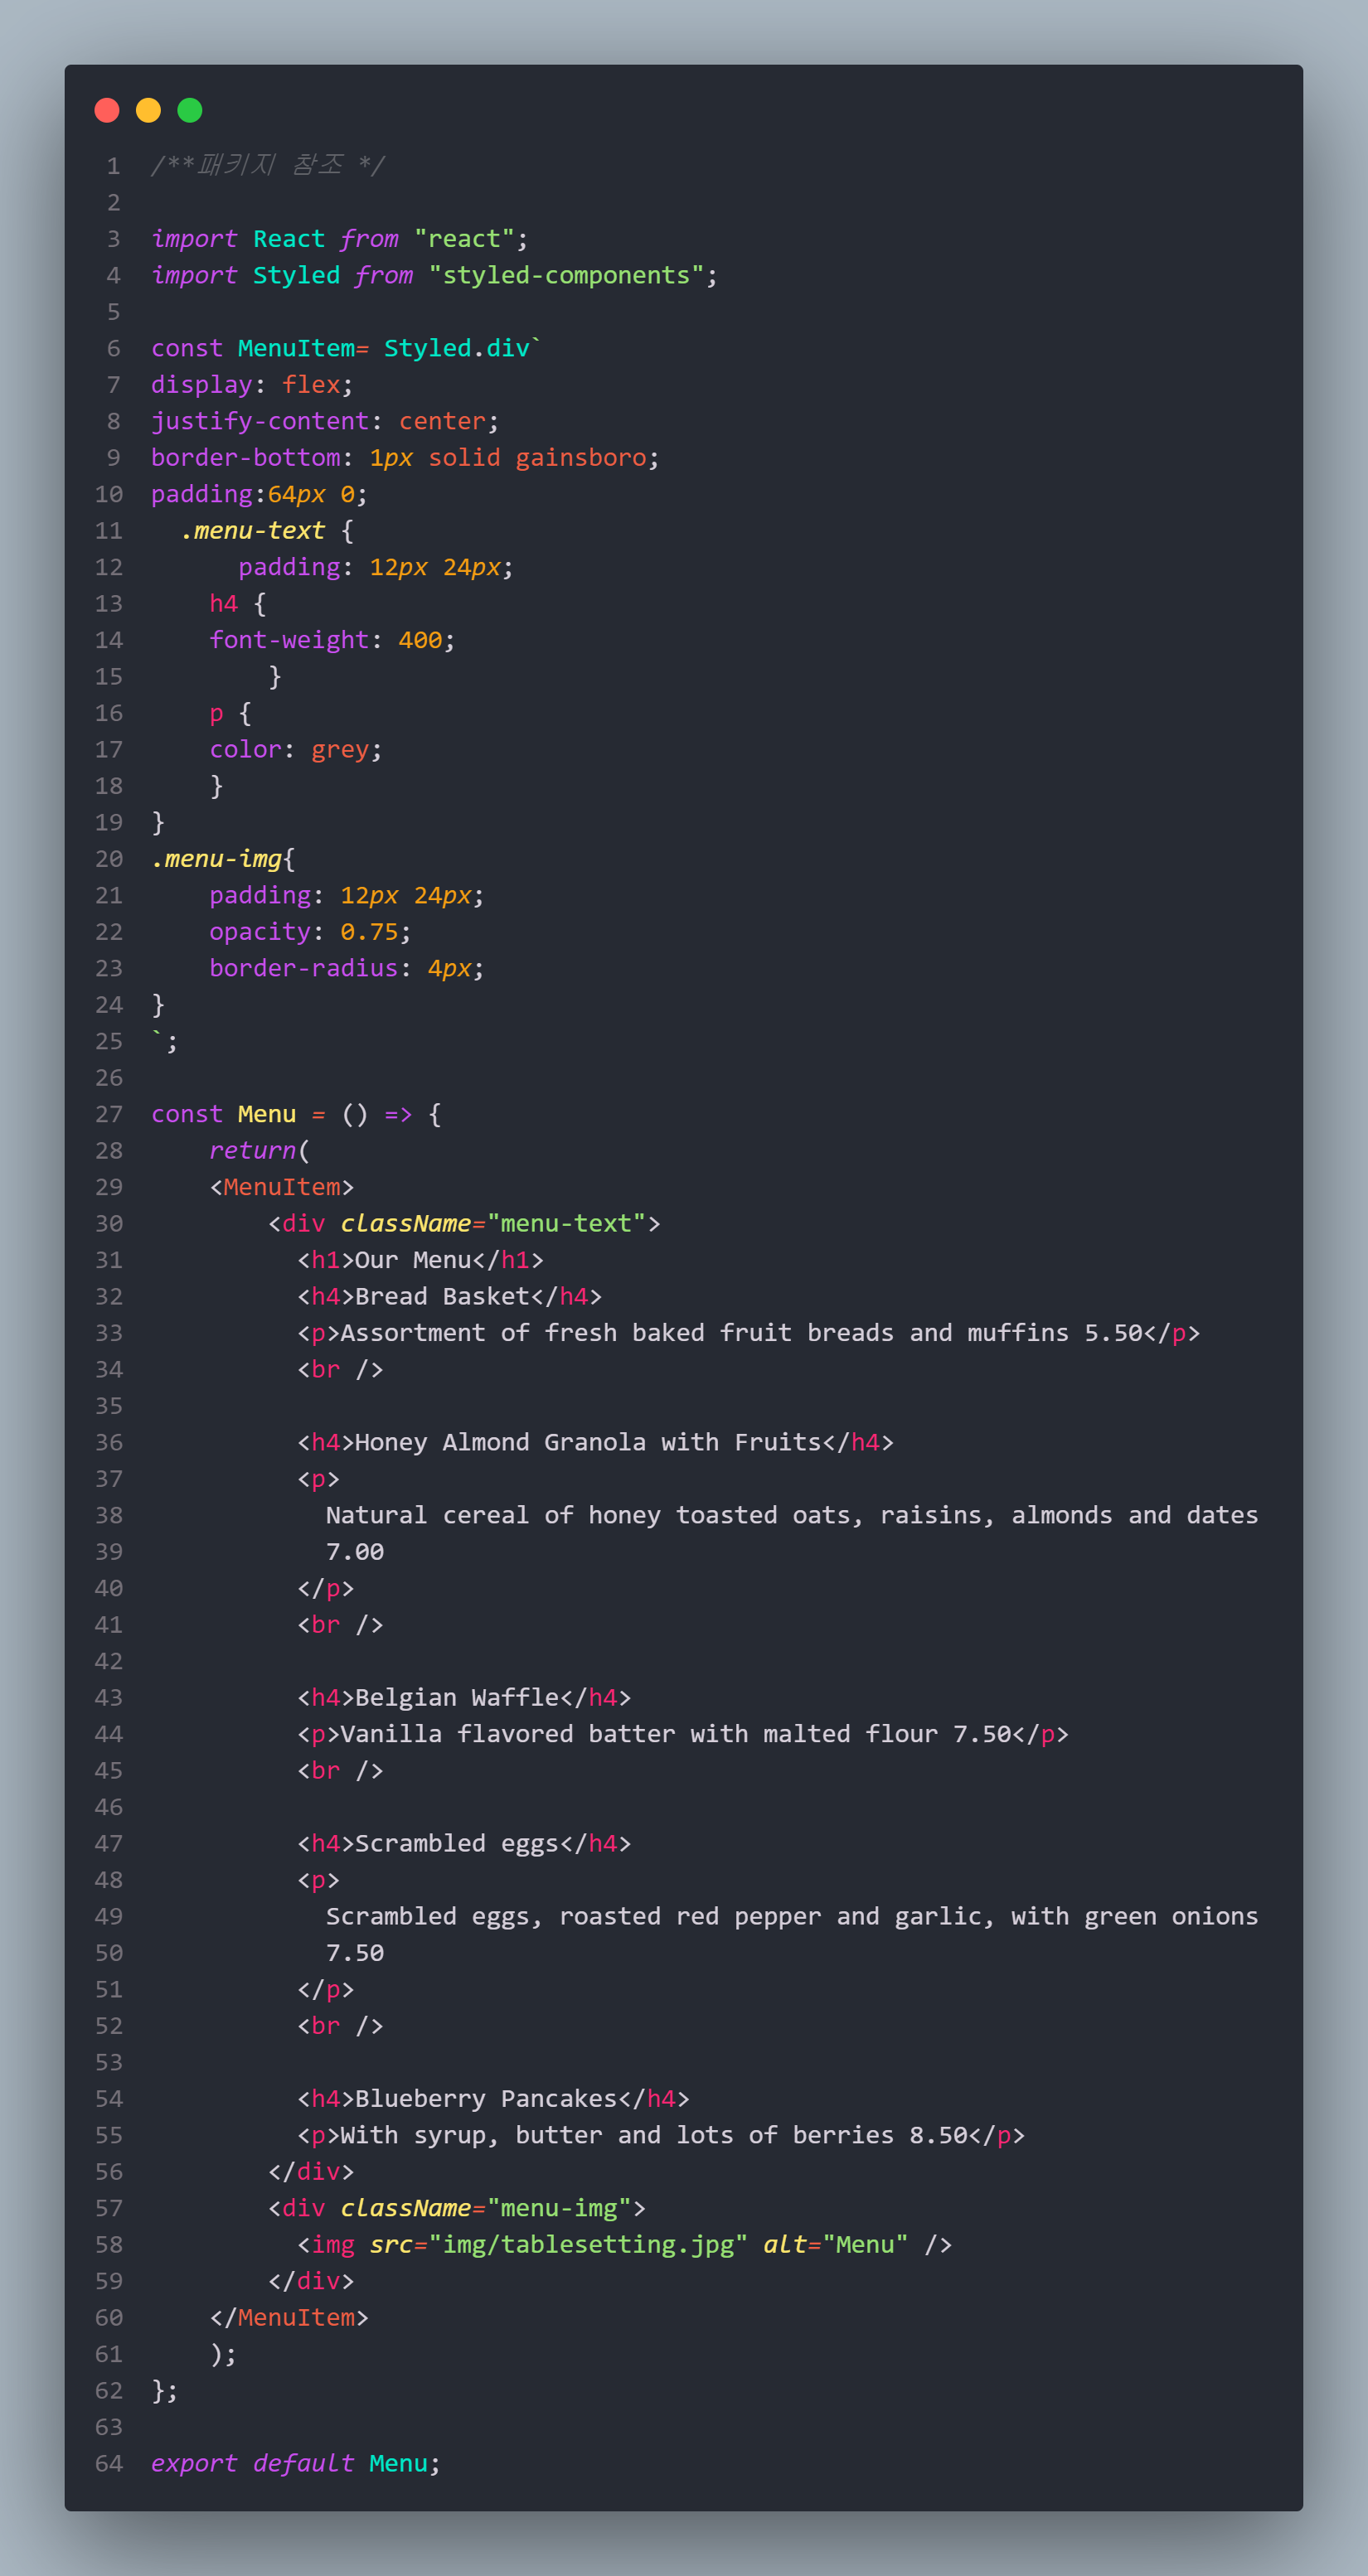 1 /**패키지 참조 */
2
3 import React from "react";
4 import Styled from "styled-components";
5
6 const MenuItem= Styled.div`
7 display: flex;
8 justify-content: center;
9 border-bottom: 1px solid gainsboro;
10 padding:64px 0;
11   .menu-text {
12       padding: 12px 24px;
13     h4 {
14     font-weight: 400;
15         }
16     p {
17     color: grey;
18     }
19 }
20 .menu-img{
21     padding: 12px 24px;
22     opacity: 0.75;
23     border-radius: 4px;
24 }
25 `;
26
27 const Menu = () => {
28     return(
29     <MenuItem>
30         <div className="menu-text">
31           <h1>Our Menu</h1>
32           <h4>Bread Basket</h4>
33           <p>Assortment of fresh baked fruit breads and muffins 5.50</p>
34           <br />
35
36           <h4>Honey Almond Granola with Fruits</h4>
37           <p>
38             Natural cereal of honey toasted oats, raisins, almonds and dates
39             7.00
40           </p>
41           <br />
42
43           <h4>Belgian Waffle</h4>
44           <p>Vanilla flavored batter with malted flour 7.50</p>
45           <br />
46
47           <h4>Scrambled eggs</h4>
48           <p>
49             Scrambled eggs, roasted red pepper and garlic, with green onions
50             7.50
51           </p>
52           <br />
53
54           <h4>Blueberry Pancakes</h4>
55           <p>With syrup, butter and lots of berries 8.50</p>
56         </div>
57         <div className="menu-img">
58           <img src="img/tablesetting.jpg" alt="Menu" />
59         </div>
60     </MenuItem>
61     );
62 };
63
64 export default Menu;